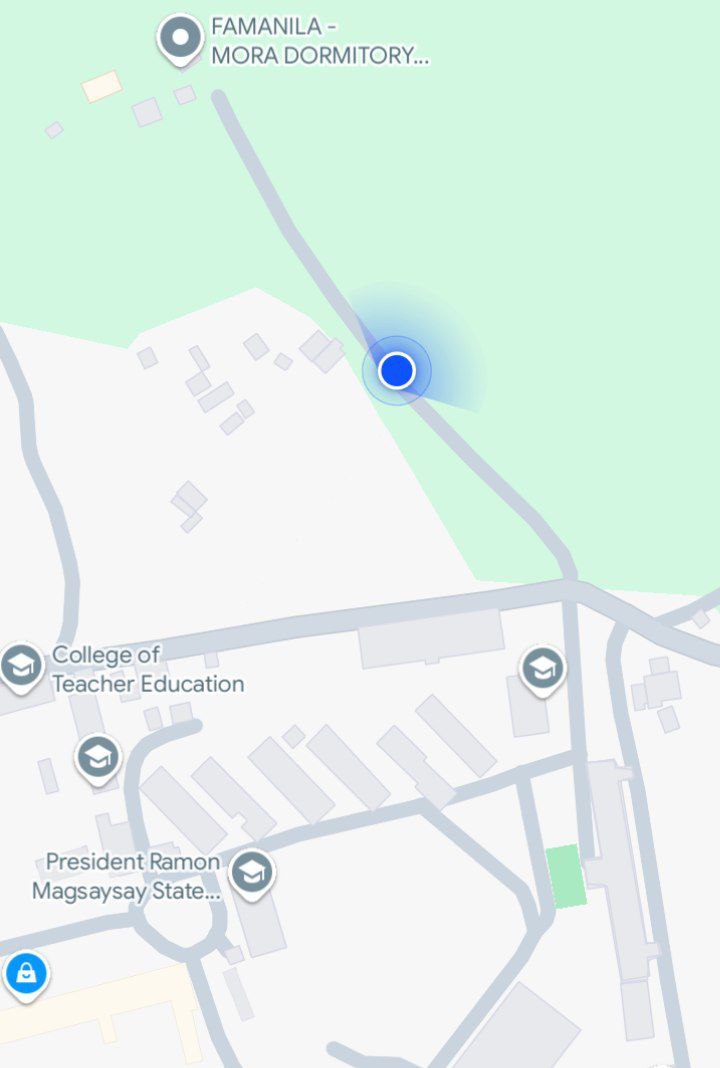 FAMANILA -
MORA DORMITORY...
College of
Teacher Education
President Ramon
Magsaysay State...